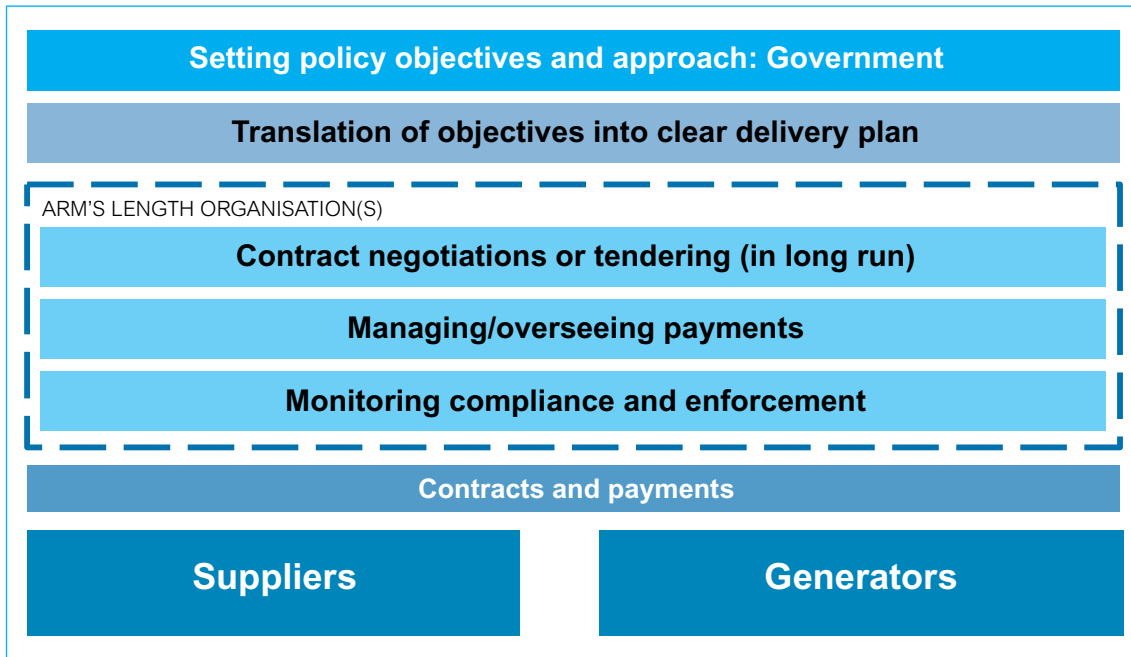 Setting policy objectives and approach: Government
Translation of objectives into clear delivery plan
ARM'S LENGTH ORGANISATION(S)
Contract negotiations or tendering (in long run)
Managing/overseeing payments
Monitoring compliance and enforcement
Contracts and payments
Suppliers
Generators